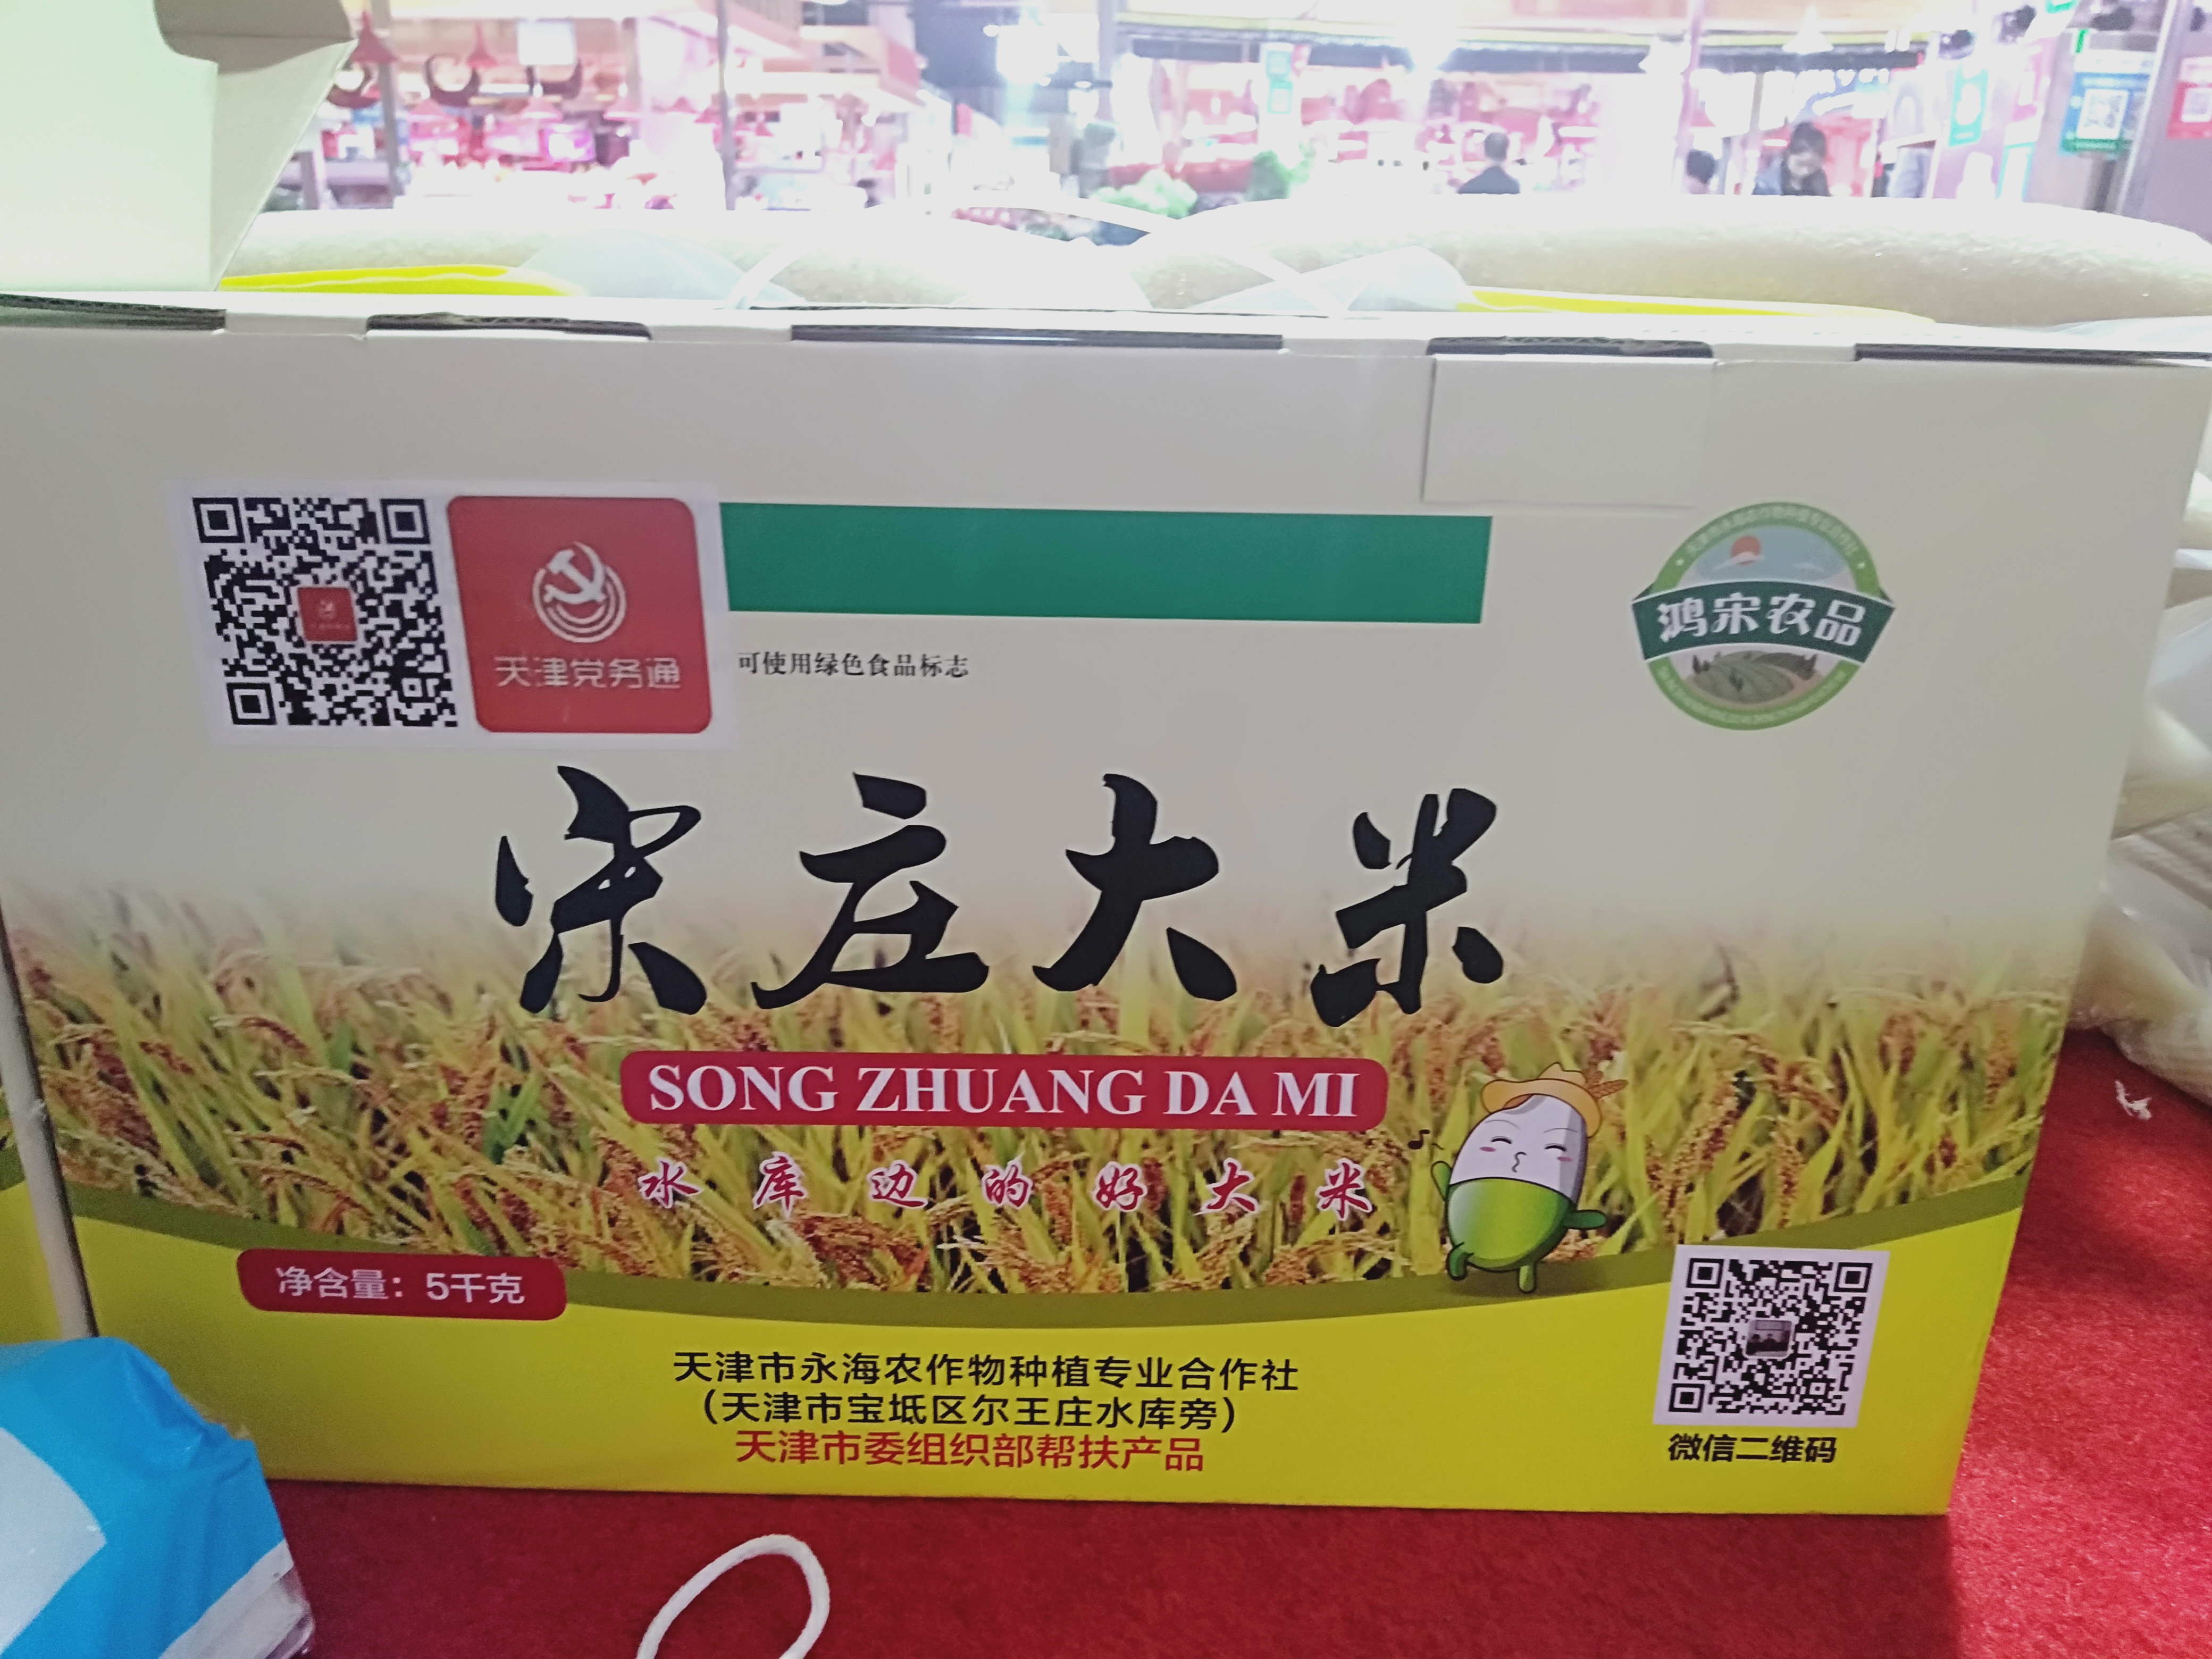 天津党务通
可使用绿色食品标志
鸿宋农品
宋庄大米
SONG ZHUANG DA MI
水库边的好大米
净含量：5千克
天津市永海农作物种植专业合作社
（天津市宝坻区尔王庄水库旁）
天津市委组织部帮扶产品
微信二维码